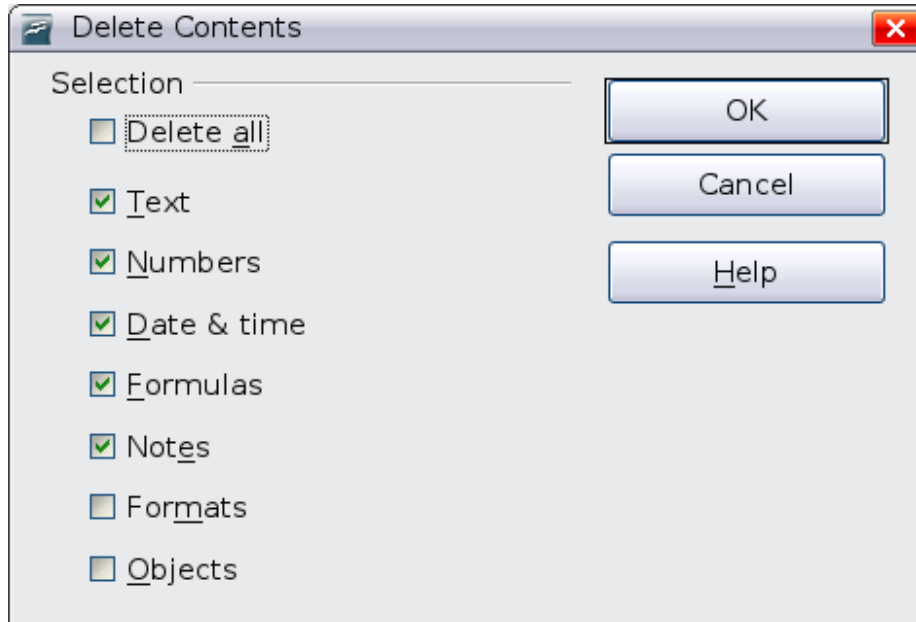 Delete Contents
Selection
Delete all
Text
Numbers
Date & time
Formulas
Notes
Formats
Objects
OK
Cancel
Help